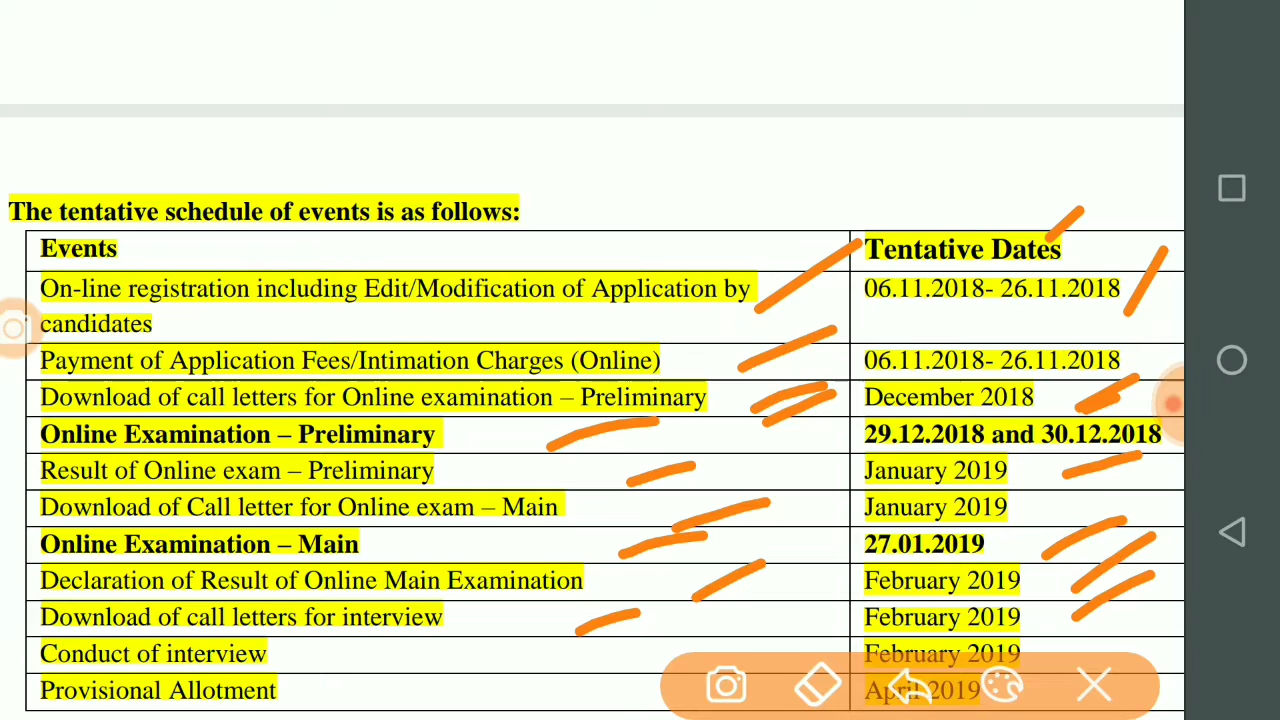 The tentative schedule of events is as follows:
Events Tentative Dates
On-line registration including Edit/Modification of Application by 06.11.2018- 26.11.2018
candidates
Payment of Application Fees/Intimation Charges (Online) 06.11.2018- 26.11.2018
Download of call letters for Online examination – Preliminary December 2018
Online Examination – Preliminary 29.12.2018 and 30.12.2018
Result of Online exam – Preliminary January 2019
Download of Call letter for Online exam – Main January 2019
Online Examination – Main 27.01.2019
Declaration of Result of Online Main Examination February 2019
Download of call letters for interview February 2019
Conduct of interview February 2019
Provisional Allotment April 2019